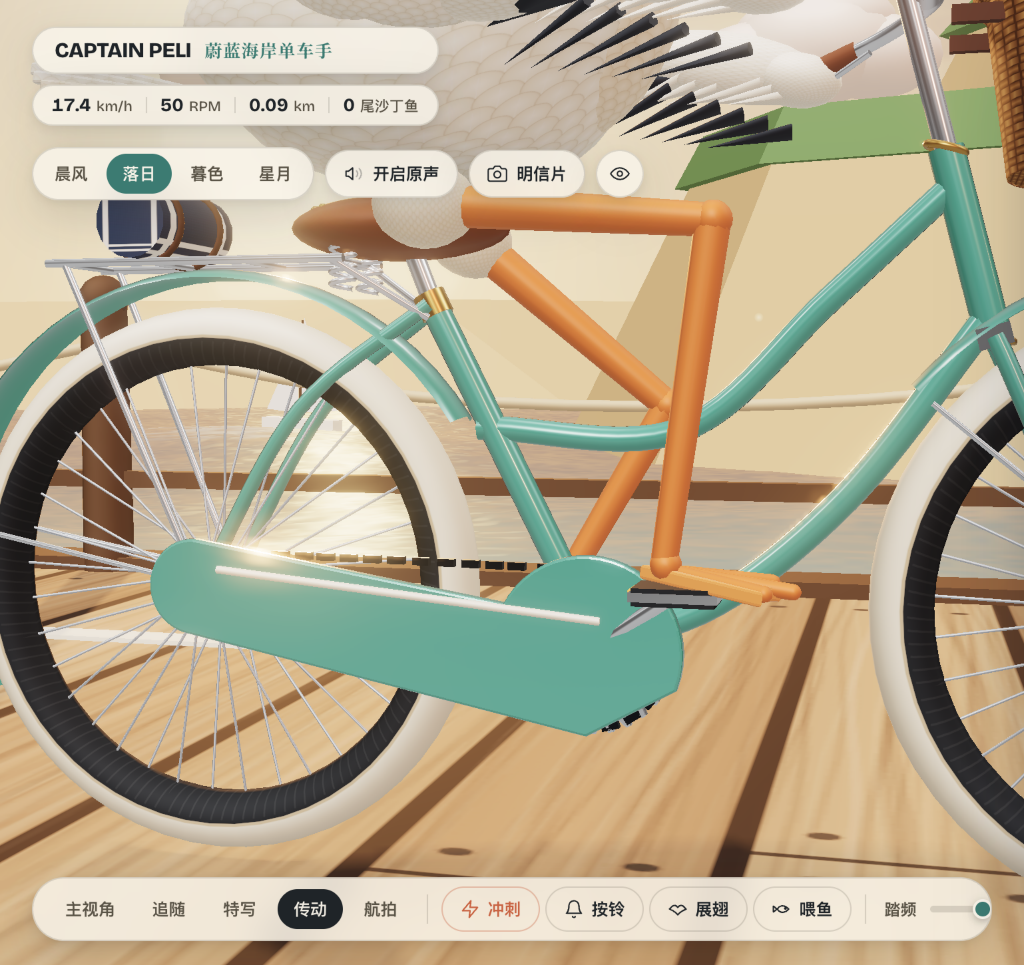 CAPTAIN PELI 蔚蓝海岸单车手
17.4 km/h 50 RPM 0.09 km 0 尾沙丁鱼
晨风 落日 暮色 星月 开启原声 明信片
主视角 追随 特写 传动 航拍 冲刺 按铃 展翅 喂鱼 踏频